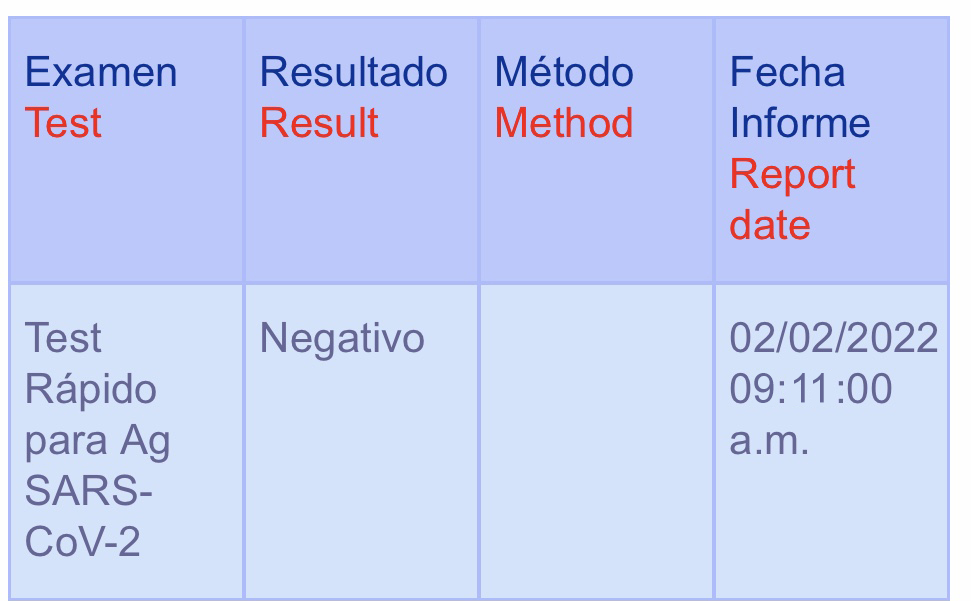 Examen
Test
Resultado
Result
Método
Method
Fecha
Informe
Report
date
Test
Rápido
para Ag
SARS-
CoV-2
Negativo
02/02/2022
09:11:00
a.m.